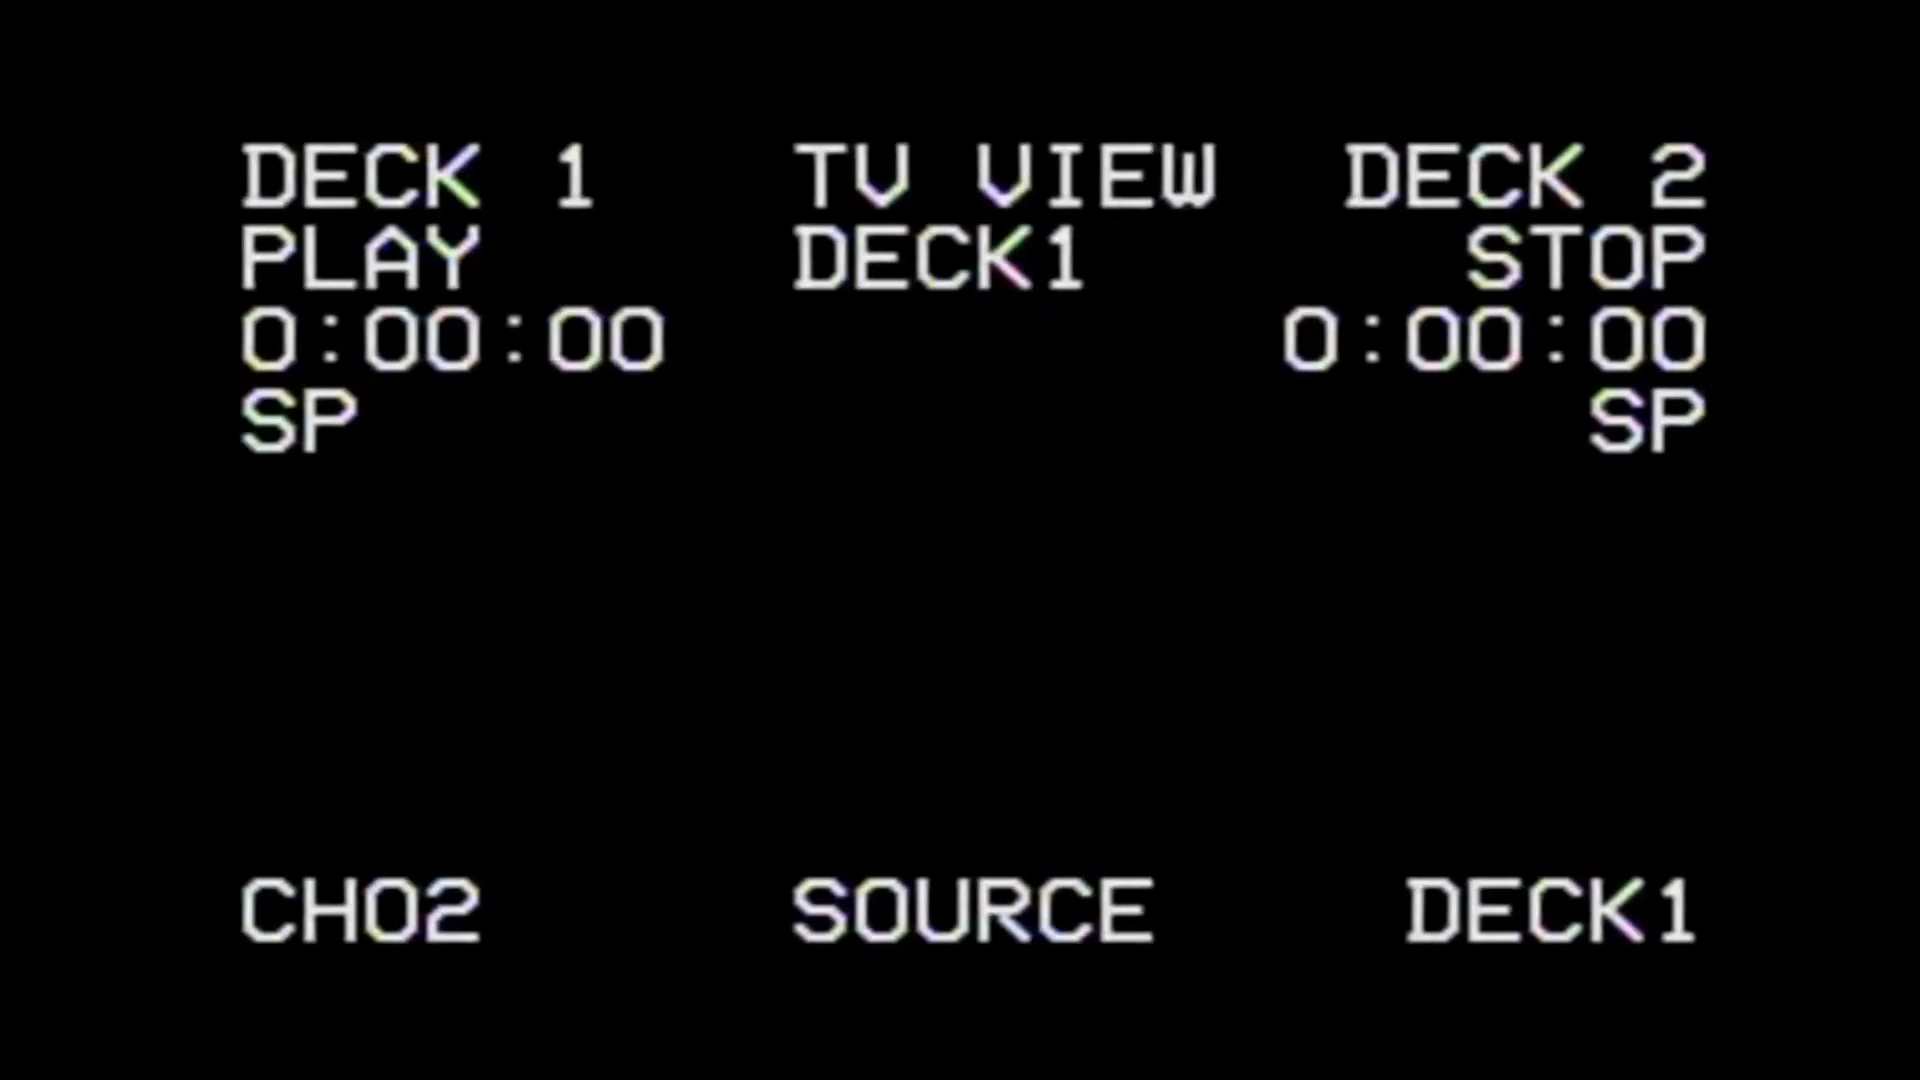 DECK 1 TV VIEW DECK 2
PLAY DECK1 STOP
0:00:00 0:00:00
SP SP
CH02 SOURCE DECK1